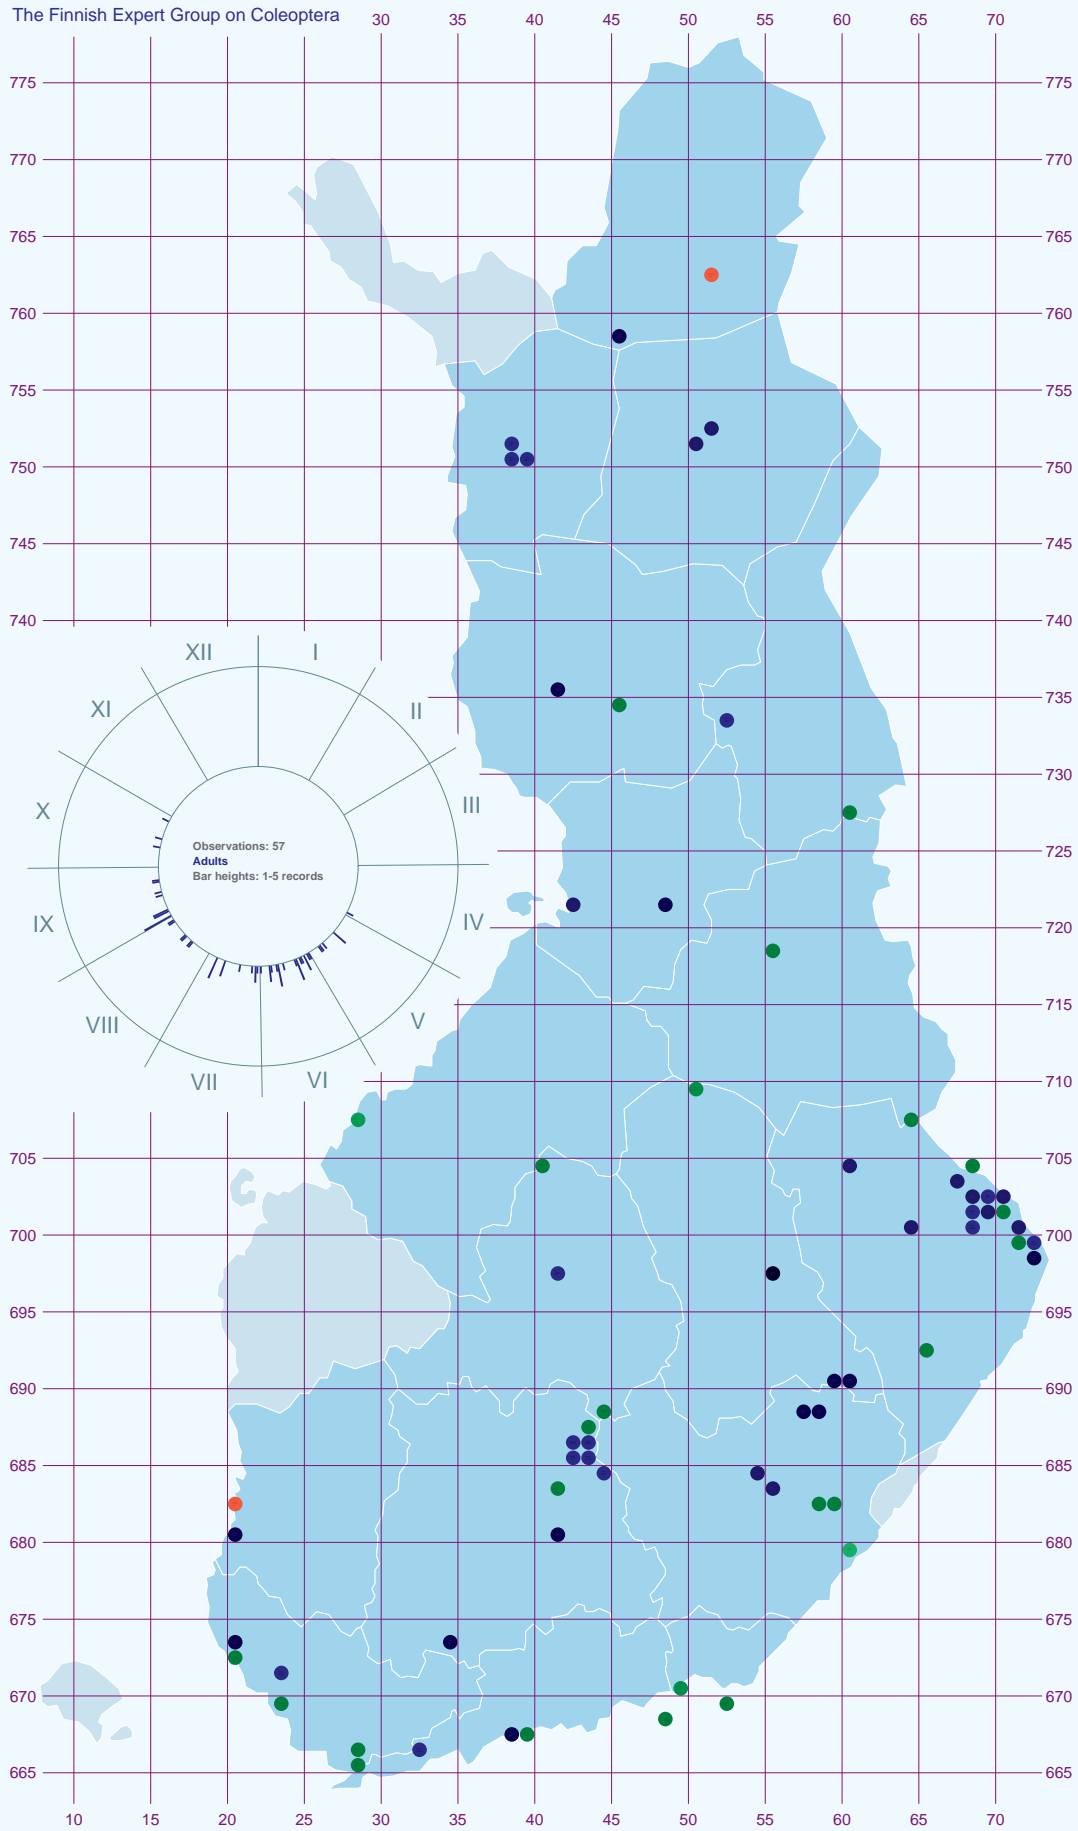 The Finnish Expert Group on Coleoptera 30 35 40 45 50 55 60 65 70
775 775
770 770
765 765
760 760
755 755
750 750
745 745
740 740
XII I
XI II
735
730
X III
Observations: 57
Adults
Bar heights: 1-5 records
725
IX IV
720
715
VIII V
VII VI
710
705 705
700 700
695 695
690 690
685 685
680 680
675 675
670 670
665 665
10 15 20 25 30 35 40 45 50 55 60 65 70